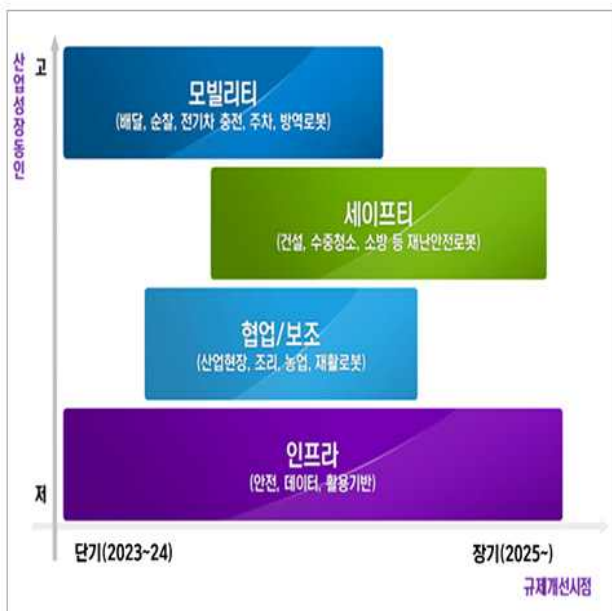 산업성장동인
고
모빌리티
(배달, 순찰, 전기차 충전, 주차, 방역로봇)
세이프티
(건설, 수중청소, 소방 등 재난안전로봇)
협업/보조
(산업현장, 조리, 농업, 재활로봇)
인프라
(안전, 데이터, 활용기반)
저
단기(2023~24)
장기(2025~)
규제개선시점